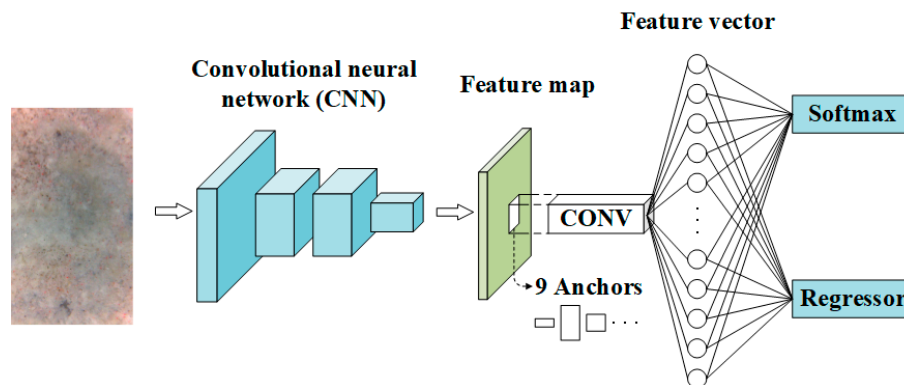 Feature vector
Convolutional neural
network (CNN)
Feature map
Softmax
CONV
. . .
9 Anchors
. . .
Regressor